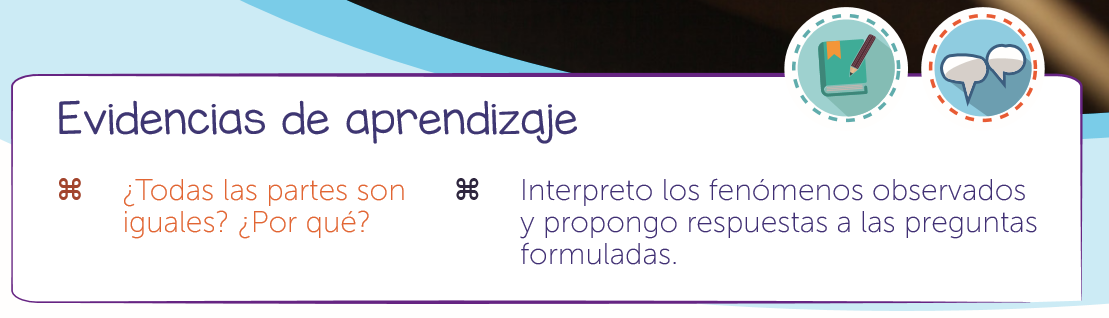 Evidencias de aprendizaje
⌘ ¿Todas las partes son
iguales? ¿Por qué?
⌘ Interpreto los fenómenos observados
y propongo respuestas a las preguntas
formuladas.